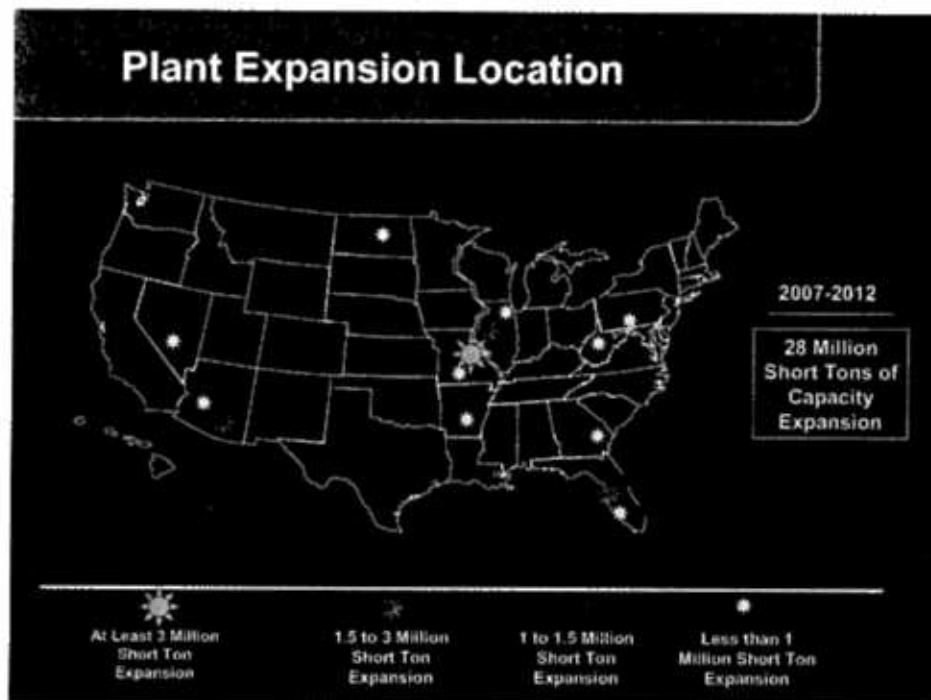 Plant Expansion Location
2007-2012
28 Million
Short Tons of
Capacity
Expansion
At Least 3 Million
Short Ton
Expansion
1.5 to 3 Million
Short Ton
Expansion
1 to 1.5 Million
Short Ton
Expansion
Less than 1
Million Short Ton
Expansion